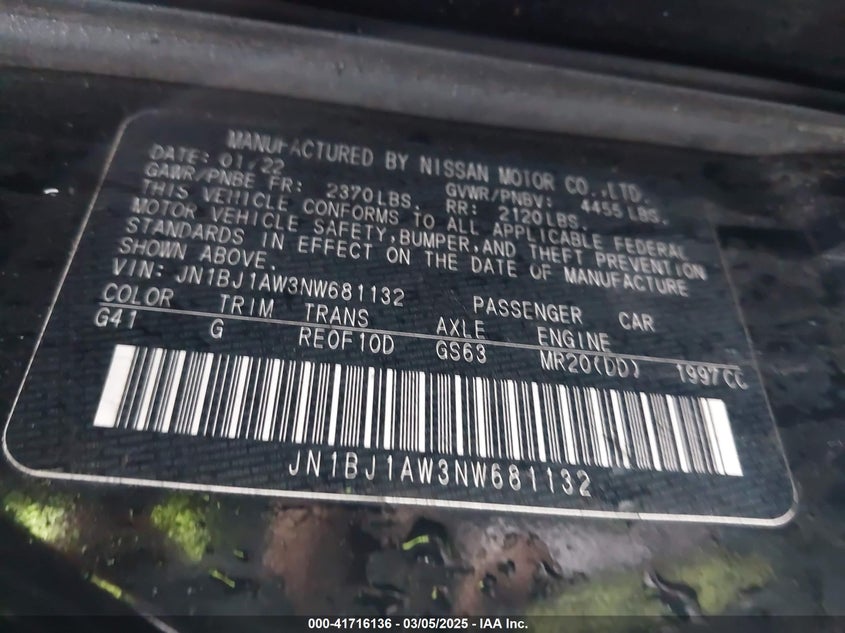 MANUFACTURED BY NISSAN MOTOR CO.,LTD.
DATE: 01/22
GAWR/PNBE FR: 2370LBS. GVWR/PNBV: 4455LBS.
RR: 2120LBS.
THIS VEHICLE CONFORMS TO ALL APPLICABLE FEDERAL
MOTOR VEHICLE SAFETY,BUMPER,AND THEFT PREVENTION
STANDARDS IN EFFECT ON THE DATE OF MANUFACTURE
SHOWN ABOVE.
VIN: JN1BJ1AW3NW681132 PASSENGER CAR
COLOR TRIM TRANS AXLE ENGINE
G41 G RE0F10D GS63 MR20(DD) 1997CC
JN1BJ1AW3NW681132
000-41716136 - 03/05/2025 - IAA Inc.